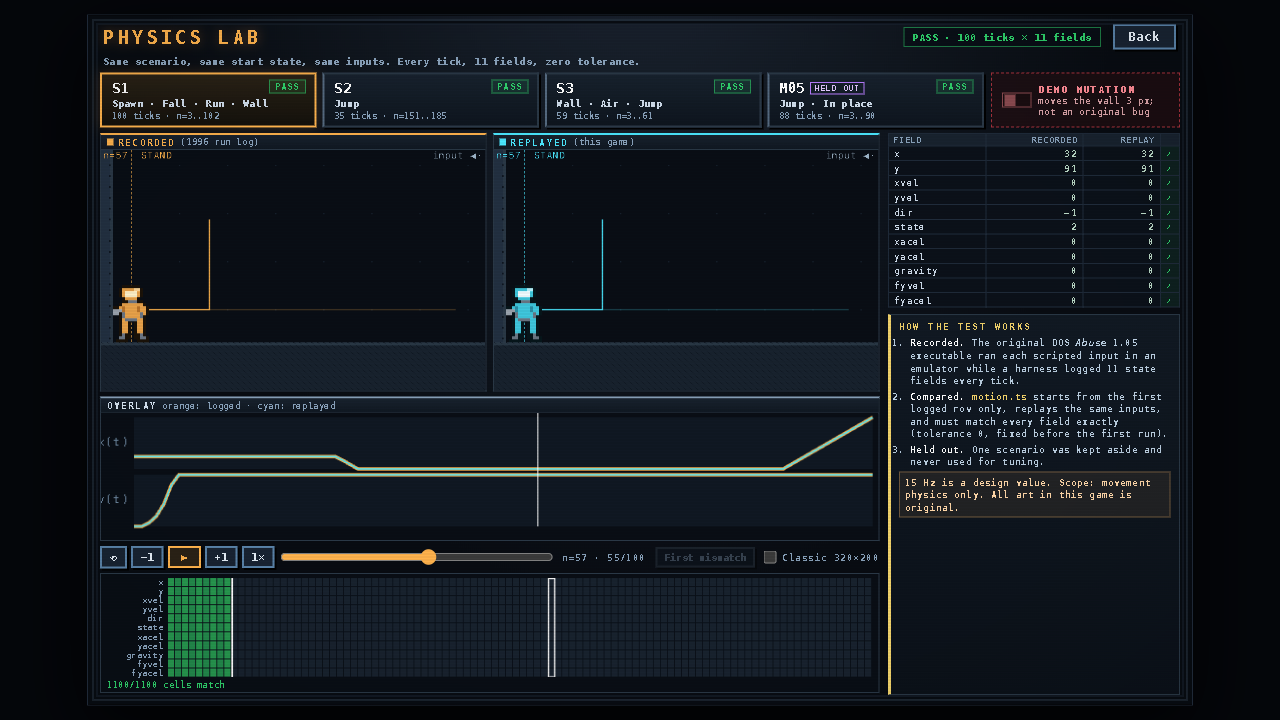 PHYSICS LAB
PASS · 100 ticks × 11 fields
Back
Same scenario, same start state, same inputs. Every tick, 11 fields, zero tolerance.
S1 PASS
Spawn · Fall · Run · Wall
100 ticks · n=3..102
S2 PASS
Jump
35 ticks · n=151..185
S3 PASS
Wall · Air · Jump
59 ticks · n=3..61
M05 HELD OUT PASS
Jump · In place
88 ticks · n=3..90
DEMO MUTATION
moves the wall 3 px;
not an original bug
RECORDED (1996 run log)
n=57 STAND input ◀·
REPLAYED (this game)
n=57 STAND input ◀·
FIELD RECORDED REPLAY
x 32 32 ✓
y 91 91 ✓
xvel 0 0 ✓
yvel 0 0 ✓
dir −1 −1 ✓
state 2 2 ✓
xacel 0 0 ✓
yacel 0 0 ✓
gravity 0 0 ✓
fyvel 0 0 ✓
fyacel 0 0 ✓
HOW THE TEST WORKS
1. Recorded. The original DOS Abuse 1.05
executable ran each scripted input in an
emulator while a harness logged 11 state
fields every tick.
2. Compared. motion.ts starts from the first
logged row only, replays the same inputs,
and must match every field exactly
(tolerance 0, fixed before the first run).
3. Held out. One scenario was kept aside and
never used for tuning.
15 Hz is a design value. Scope: movement
physics only. All art in this game is
original.
OVERLAY orange: logged · cyan: replayed
x(t)
y(t)
⟲ −1 ▶ +1 1× n=57 · 55/100 First mismatch Classic 320×200
x
y
xvel
yvel
dir
state
xacel
yacel
gravity
fyvel
fyacel
1100/1100 cells match